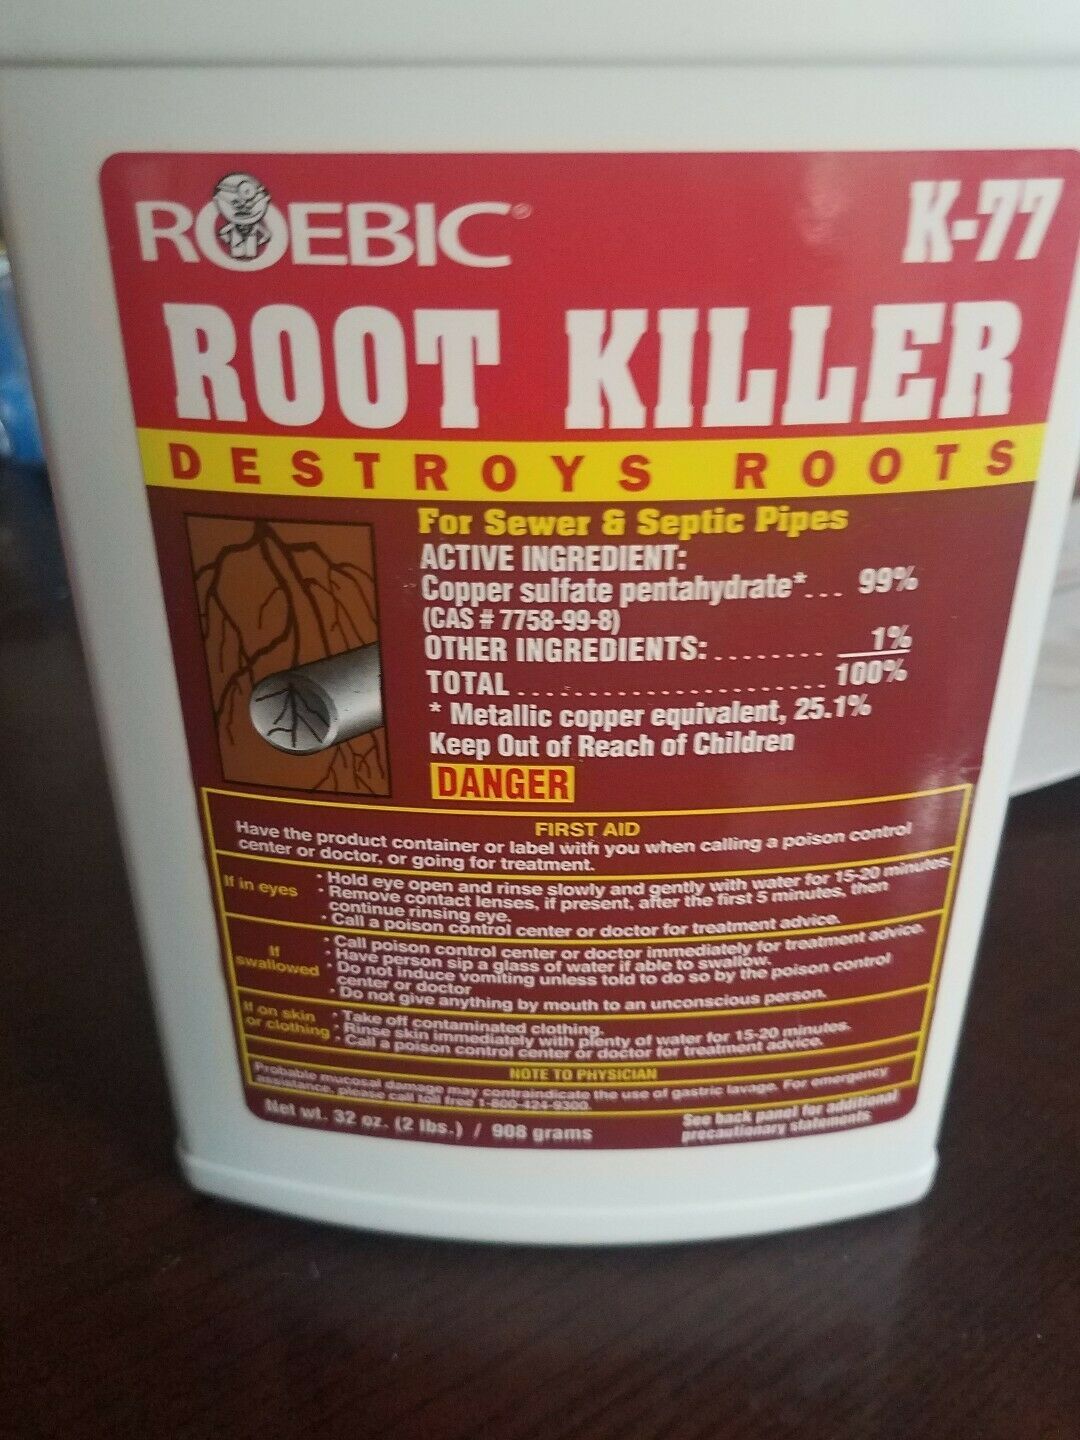 ROEBIC®
K-77
ROOT KILLER
DESTROYS ROOTS
For Sewer & Septic Pipes
ACTIVE INGREDIENT:
Copper sulfate pentahydrate*... 99%
(CAS # 7758-99-8)
OTHER INGREDIENTS:........ 1%
TOTAL........................ 100%
* Metallic copper equivalent, 25.1%
Keep Out of Reach of Children
DANGER
FIRST AID
Have the product container or label with you when calling a poison control
center or doctor, or going for treatment.
If in eyes
• Hold eye open and rinse slowly and gently with water for 15-20 minutes.
• Remove contact lenses, if present, after the first 5 minutes, then
continue rinsing eye.
• Call a poison control center or doctor for treatment advice.
If
swallowed
• Call poison control center or doctor immediately for treatment advice.
• Have person sip a glass of water if able to swallow.
• Do not induce vomiting unless told to do so by the poison control
center or doctor
• Do not give anything by mouth to an unconscious person.
If on skin
or clothing
• Take off contaminated clothing.
• Rinse skin immediately with plenty of water for 15-20 minutes.
• Call a poison control center or doctor for treatment advice.
NOTE TO PHYSICIAN
Probable mucosal damage may contraindicate the use of gastric lavage. For emergency
assistance, please call toll free 1-800-424-9300.
Net wt. 32 oz. (2 lbs.) / 908 grams
See back panel for additional
precautionary statements